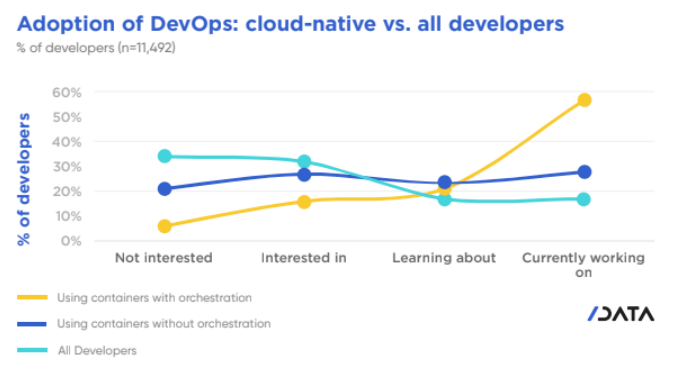 Adoption of DevOps: cloud-native vs. all developers
% of developers (n=11,492)
% of developers
60%
50%
40%
30%
20%
10%
0%
Not interested
Interested in
Learning about
Currently working
on
Using containers with orchestration
Using containers without orchestration
All Developers
/DATA